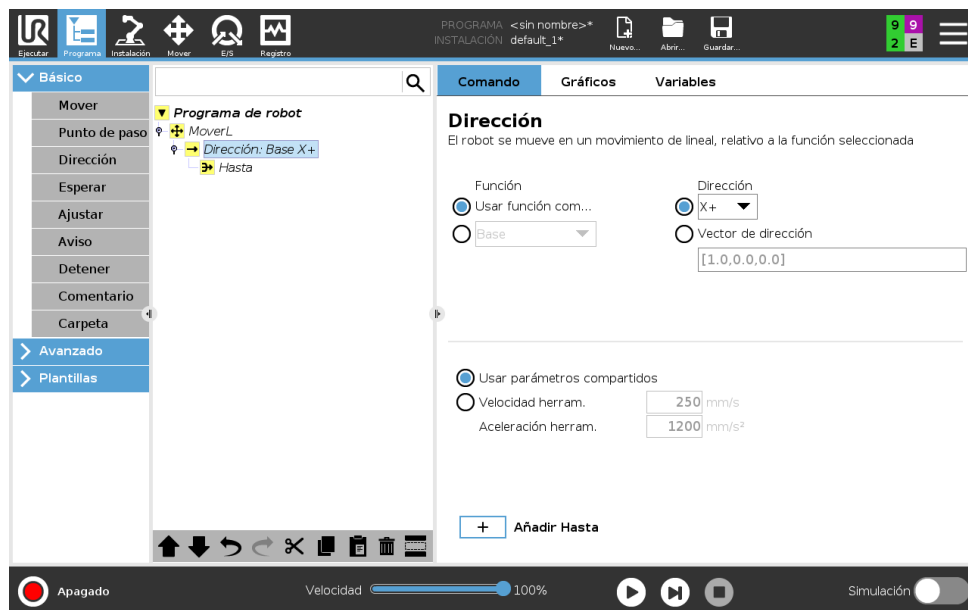 PROGRAMA <sin nombre>*
INSTALACIÓN default_1*
Ejecutar Programa Instalación Mover E/S Registro Nuevo... Abrir... Guardar...
9 9
2 E
Básico
Mover
Punto de paso
Dirección
Esperar
Ajustar
Aviso
Detener
Comentario
Carpeta
Avanzado
Plantillas
Programa de robot
MoverL
Dirección: Base X+
Hasta
Comando Gráficos Variables
Dirección
El robot se mueve en un movimiento de lineal, relativo a la función seleccionada
Función Dirección
Usar función com... X+
Base Vector de dirección
[1.0,0.0,0.0]
Usar parámetros compartidos
Velocidad herram. 250 mm/s
Aceleración herram. 1200 mm/s²
+ Añadir Hasta
Apagado Velocidad 100% Simulación